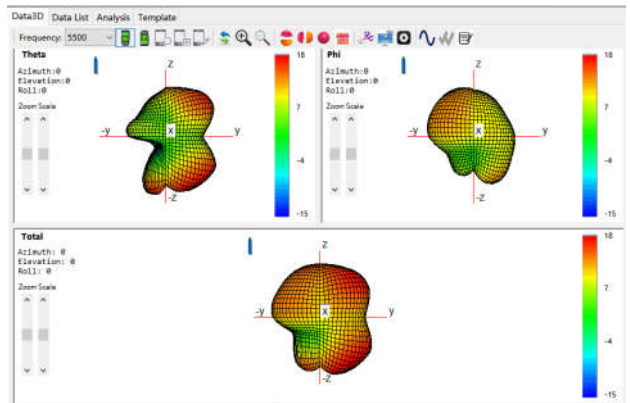 Data3D Data List Analysis Template
Frequency: 5500
Theta
Azimuth:0
Elevation:0
Roll:0
Zoom Scale
Z
-y
x
y
-Z
18
7
-4
-15
Phi
Azimuth:0
Elevation:0
Roll:0
Zoom Scale
Z
-y
x
y
-Z
18
7
-4
-15
Total
Azimuth: 0
Elevation: 0
Roll: 0
Zoom Scale
Z
-y
x
y
-Z
18
7
-4
-15